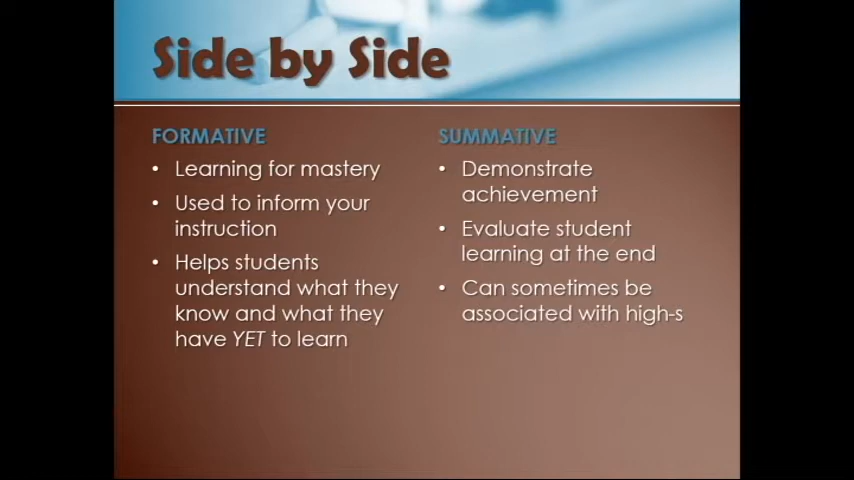 Side by Side
FORMATIVE
• Learning for mastery
• Used to inform your
instruction
• Helps students
understand what they
know and what they
have YET to learn
SUMMATIVE
• Demonstrate
achievement
• Evaluate student
learning at the end
• Can sometimes be
associated with high-s